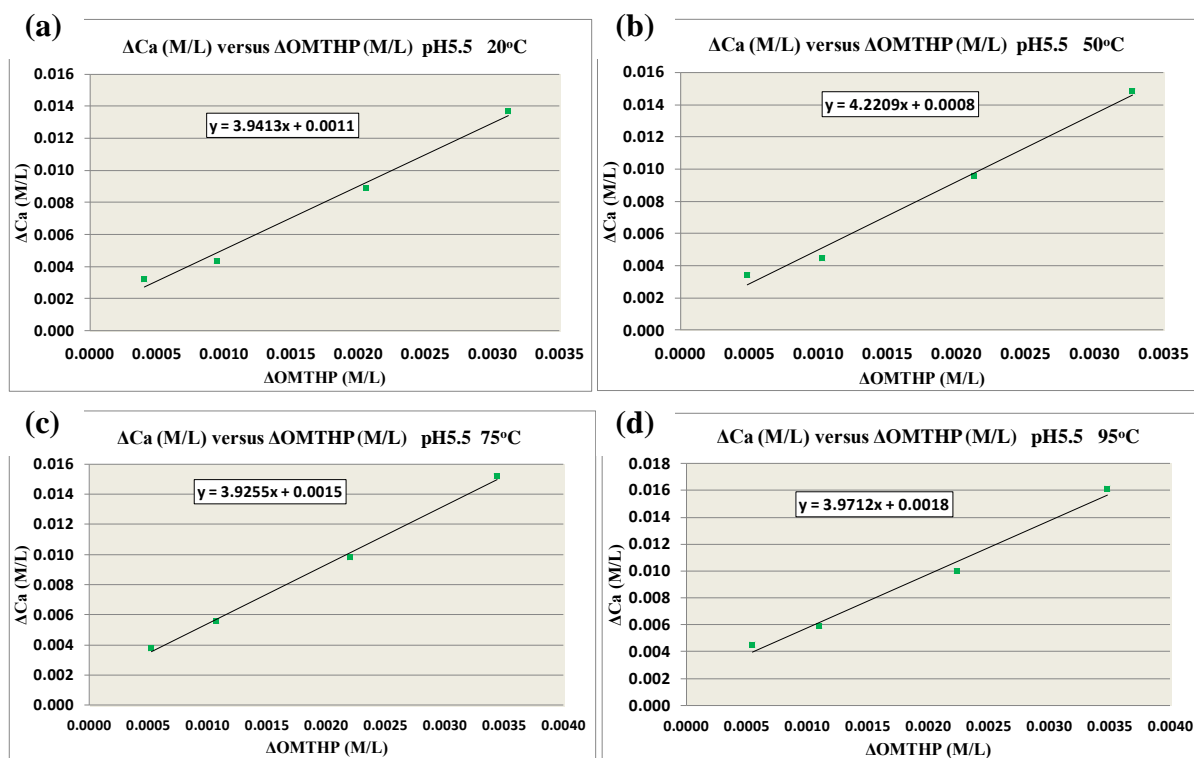 (a)
ΔCa (M/L) versus ΔOMTHP (M/L) pH5.5 20ºC
y = 3.9413x + 0.0011
ΔCa (M/L)
0.016
0.014
0.012
0.010
0.008
0.006
0.004
0.002
0.000
0.0000 0.0005 0.0010 0.0015 0.0020 0.0025 0.0030 0.0035
ΔOMTHP (M/L)
(b)
ΔCa (M/L) versus ΔOMTHP (M/L) pH5.5 50ºC
y = 4.2209x + 0.0008
ΔCa (M/L)
0.016
0.014
0.012
0.010
0.008
0.006
0.004
0.002
0.000
0.0000 0.0005 0.0010 0.0015 0.0020 0.0025 0.0030 0.0035
ΔOMTHP (M/L)
(c)
ΔCa (M/L) versus ΔOMTHP (M/L) pH5.5 75ºC
y = 3.9255x + 0.0015
ΔCa (M/L)
0.016
0.014
0.012
0.010
0.008
0.006
0.004
0.002
0.000
0.0000 0.0005 0.0010 0.0015 0.0020 0.0025 0.0030 0.0035 0.0040
ΔOMTHP (M/L)
(d)
ΔCa (M/L) versus ΔOMTHP (M/L) pH5.5 95ºC
y = 3.9712x + 0.0018
ΔCa (M/L)
0.018
0.016
0.014
0.012
0.010
0.008
0.006
0.004
0.002
0.000
0.0000 0.0005 0.0010 0.0015 0.0020 0.0025 0.0030 0.0035 0.0040
ΔOMTHP (M/L)